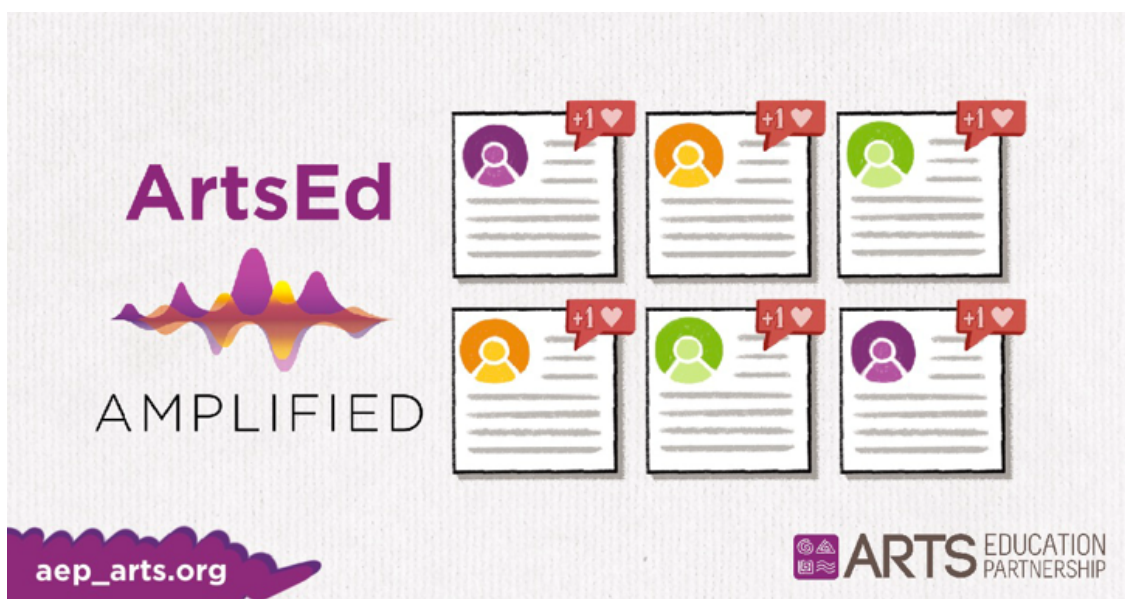 ArtsEd
AMPLIFIED
+1
+1
+1
+1
+1
+1
aep_arts.org
ARTS EDUCATION
PARTNERSHIP